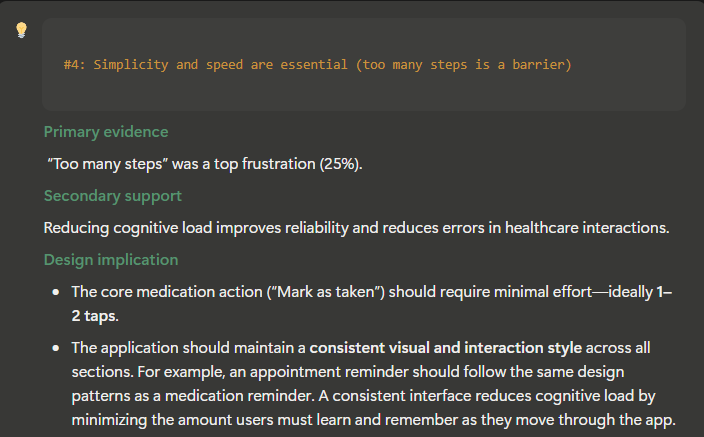 #4: Simplicity and speed are essential (too many steps is a barrier)
Primary evidence
“Too many steps” was a top frustration (25%).
Secondary support
Reducing cognitive load improves reliability and reduces errors in healthcare interactions.
Design implication
• The core medication action (“Mark as taken”) should require minimal effort—ideally 1–
2 taps.
• The application should maintain a consistent visual and interaction style across all
sections. For example, an appointment reminder should follow the same design
patterns as a medication reminder. A consistent interface reduces cognitive load by
minimizing the amount users must learn and remember as they move through the app.